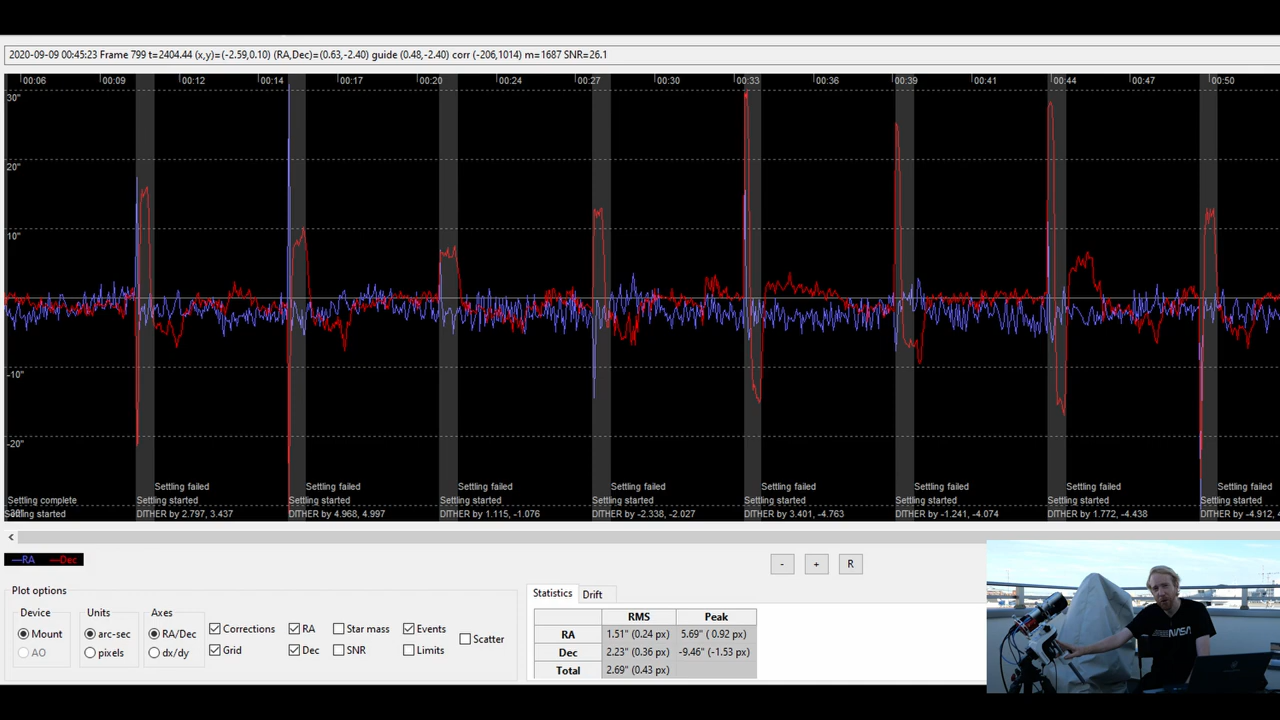 2020-09-09 00:45:23 Frame 799 t=2404.44 (x,y)=(-2.59,0.10) (RA,Dec)=(0.63,-2.40) guide (0.48,-2.40) corr (-206,1014) m=1687 SNR=26.1
00:06 00:09 00:12 00:14 00:17 00:20 00:24 00:27 00:30 00:33 00:36 00:39 00:41 00:44 00:47 00:50
30"
20"
10"
-10"
-20"
Settling failed Settling failed Settling failed Settling failed Settling failed Settling failed Settling failed Settling failed
Settling complete Settling started Settling started Settling started Settling started Settling started Settling started Settling started Settling started
Settling started DITHER by 2.797, 3.437 DITHER by 4.968, 4.997 DITHER by 1.115, -1.076 DITHER by -2.338, -2.027 DITHER by 3.401, -4.763 DITHER by -1.241, -4.074 DITHER by 1.772, -4.438 DITHER by -4.912,
RA Dec - + R
Plot options Statistics Drift
Device Units Axes
Mount arc-sec RA/Dec Corrections RA Star mass Events Scatter
AO pixels dx/dy Grid Dec SNR Limits
RMS Peak
RA 1.51" (0.24 px) 5.69" ( 0.92 px)
Dec 2.23" (0.36 px) -9.46" (-1.53 px)
Total 2.69" (0.43 px)
NASA